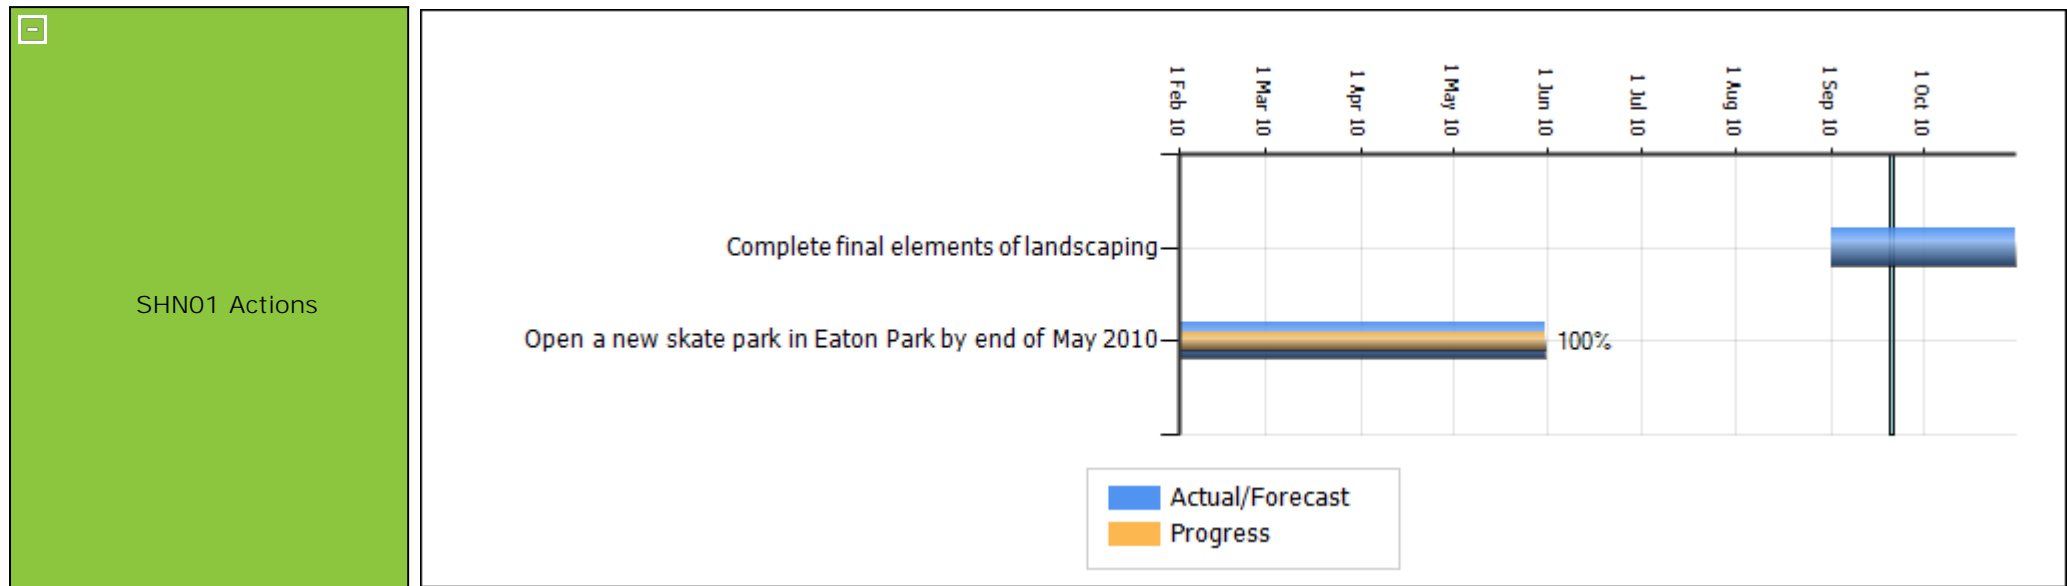 SHN01 Actions
1 Feb 10
1 Mar 10
1 Apr 10
1 May 10
1 Jun 10
1 Jul 10
1 Aug 10
1 Sep 10
1 Oct 10
Complete final elements of landscaping
Open a new skate park in Eaton Park by end of May 2010
100%
Actual/Forecast
Progress